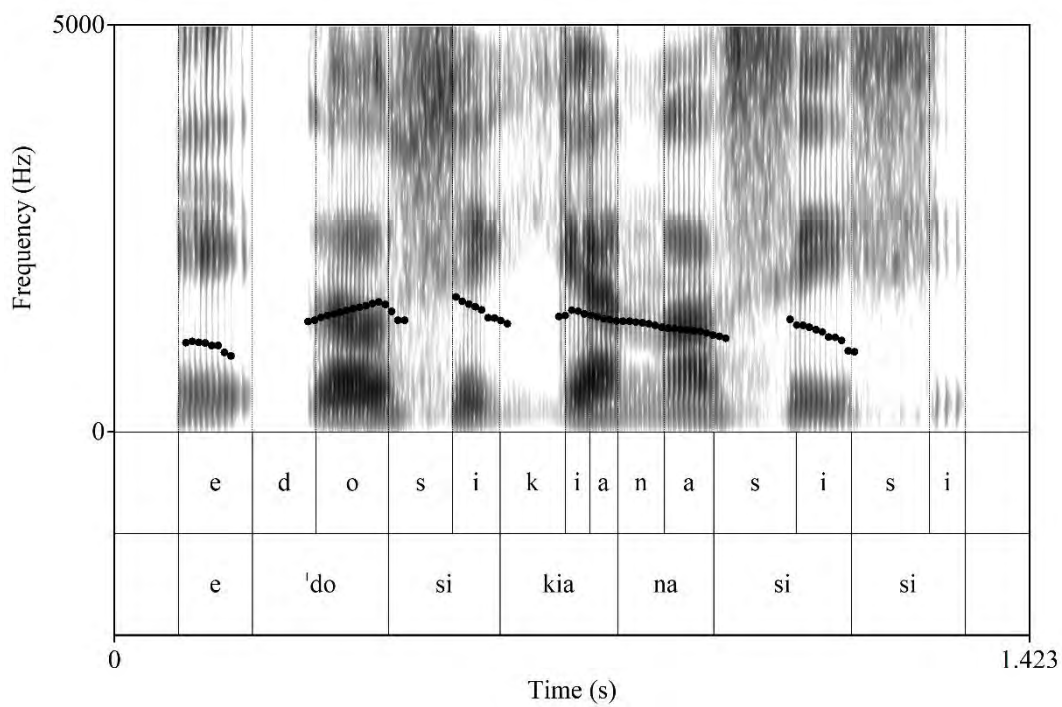 5000
Frequency (Hz)
0
e d o s i k i a n a s i s i
e ˈdo si kia na si si
0 1.423
Time (s)